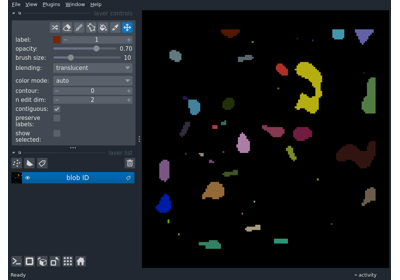 File View Plugins Window Help
layer controls
label: 1
opacity: 0.70
brush size: 10
blending: translucent
color mode: auto
contour: 0
n edit dim: 2
contiguous:
preserve
labels:
show
selected:
layer list
blob ID
Ready
activity